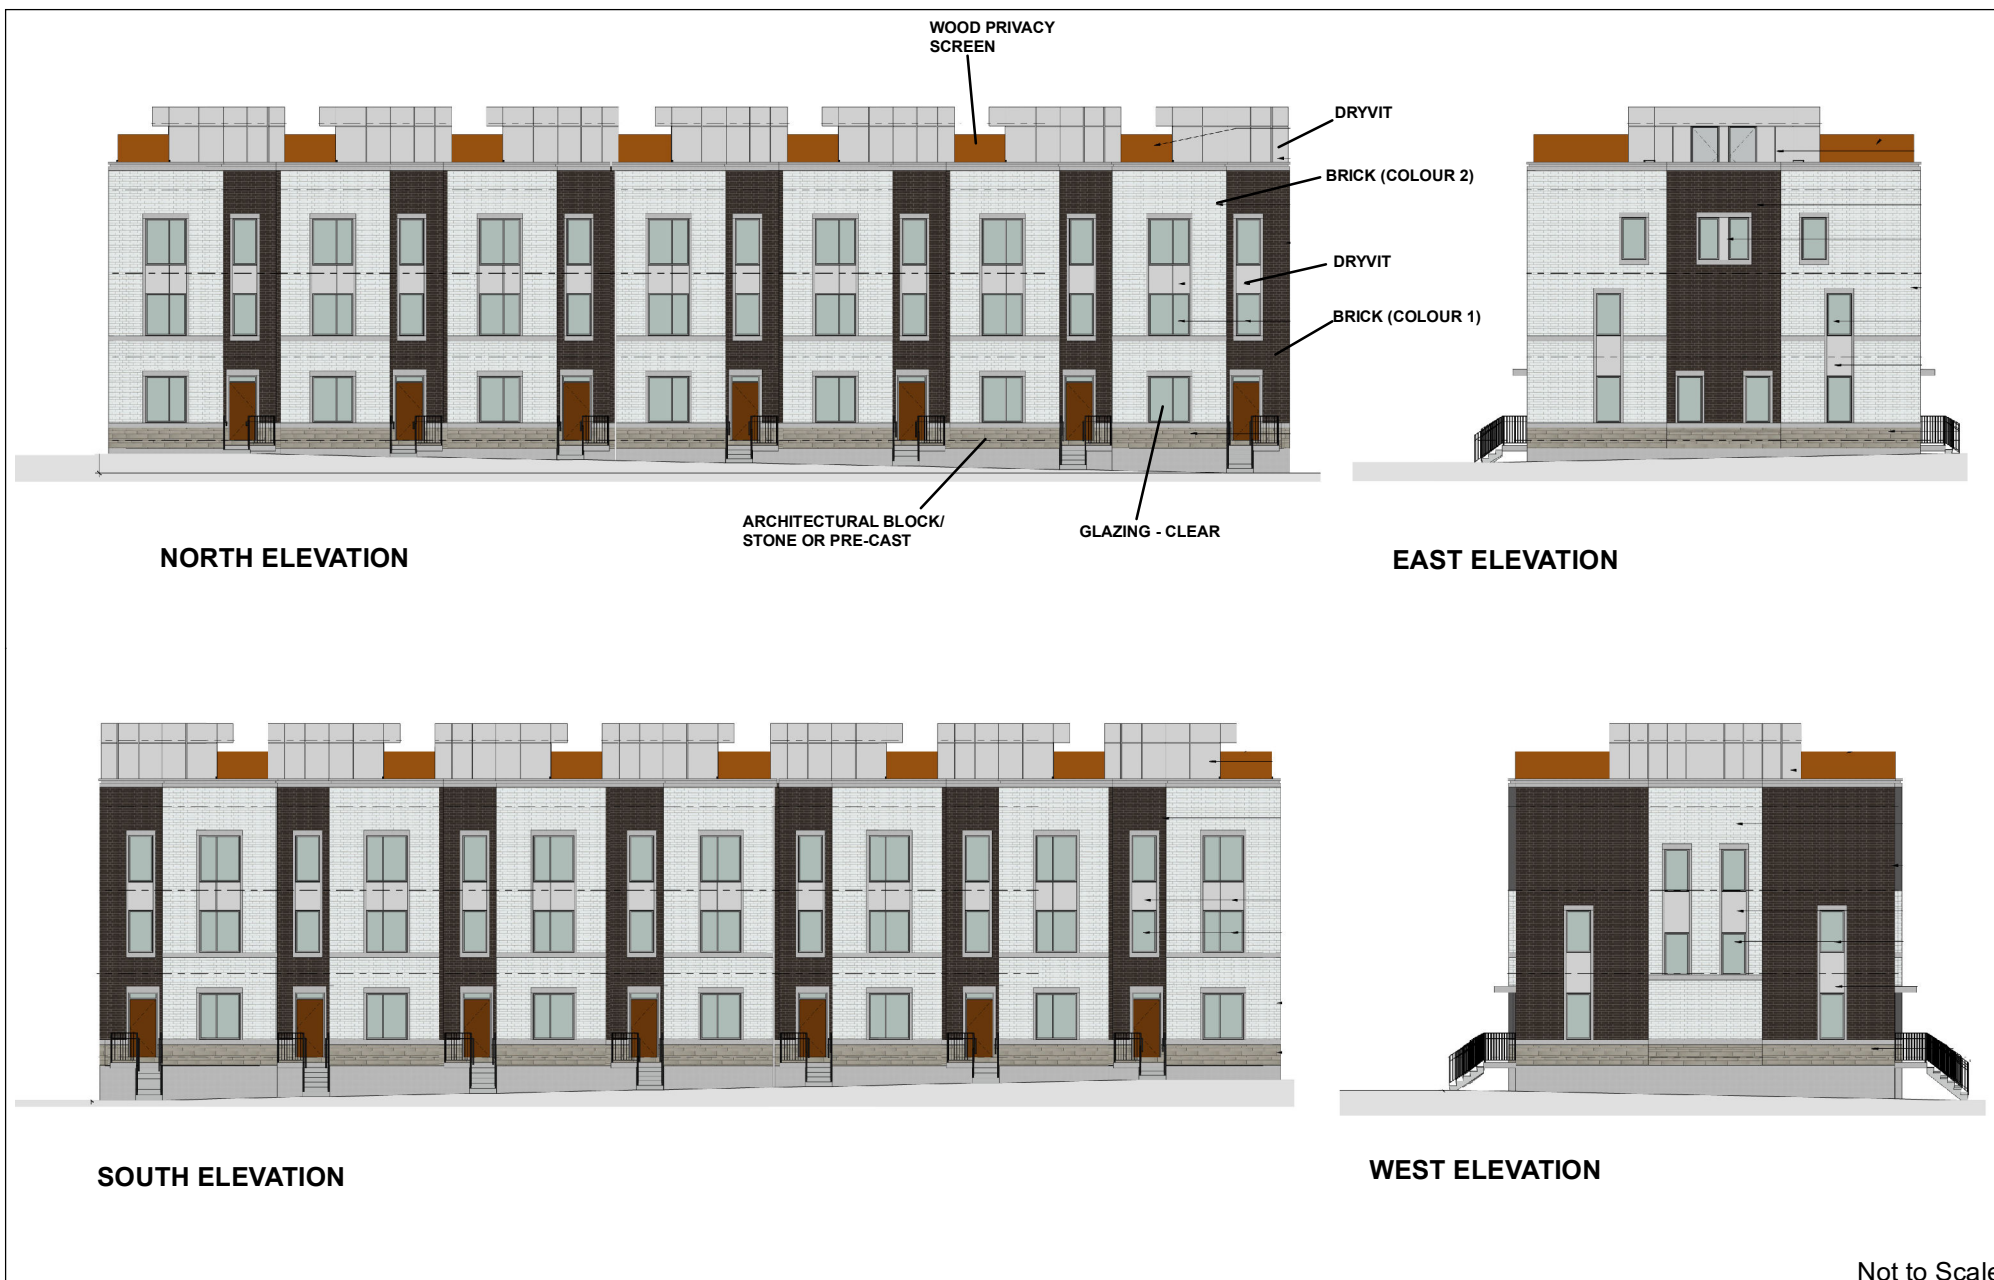 WOOD PRIVACY
SCREEN
DRYVIT
BRICK (COLOUR 2)
DRYVIT
BRICK (COLOUR 1)
ARCHITECTURAL BLOCK/
STONE OR PRE-CAST
GLAZING - CLEAR
NORTH ELEVATION
EAST ELEVATION
SOUTH ELEVATION
WEST ELEVATION
Not to Scale